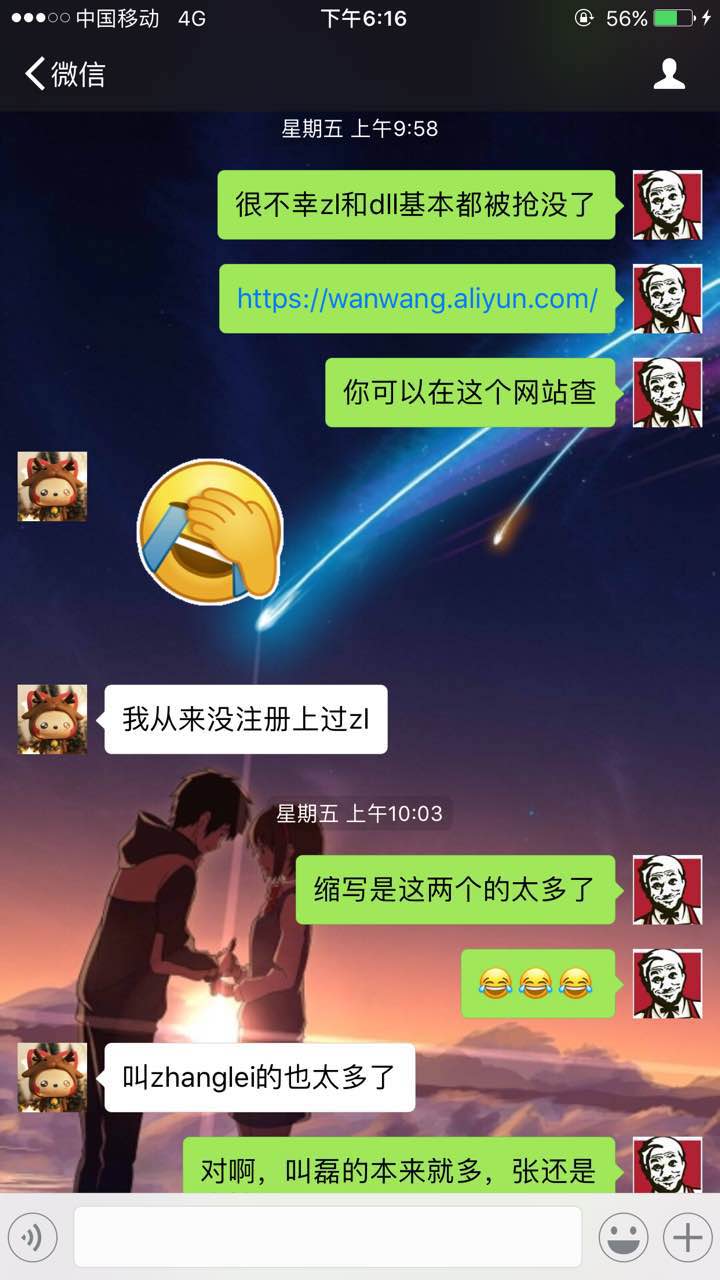 中国移动 4G 下午6:16 56%
微信
星期五 上午9:58
很不幸zl和dll基本都被抢没了
https://wanwang.aliyun.com/
你可以在这个网站查
我从来没注册上过zl
星期五 上午10:03
缩写是这两个的太多了
😂😂😂
叫zhanglei的也太多了
对啊，叫磊的本来就多，张还是